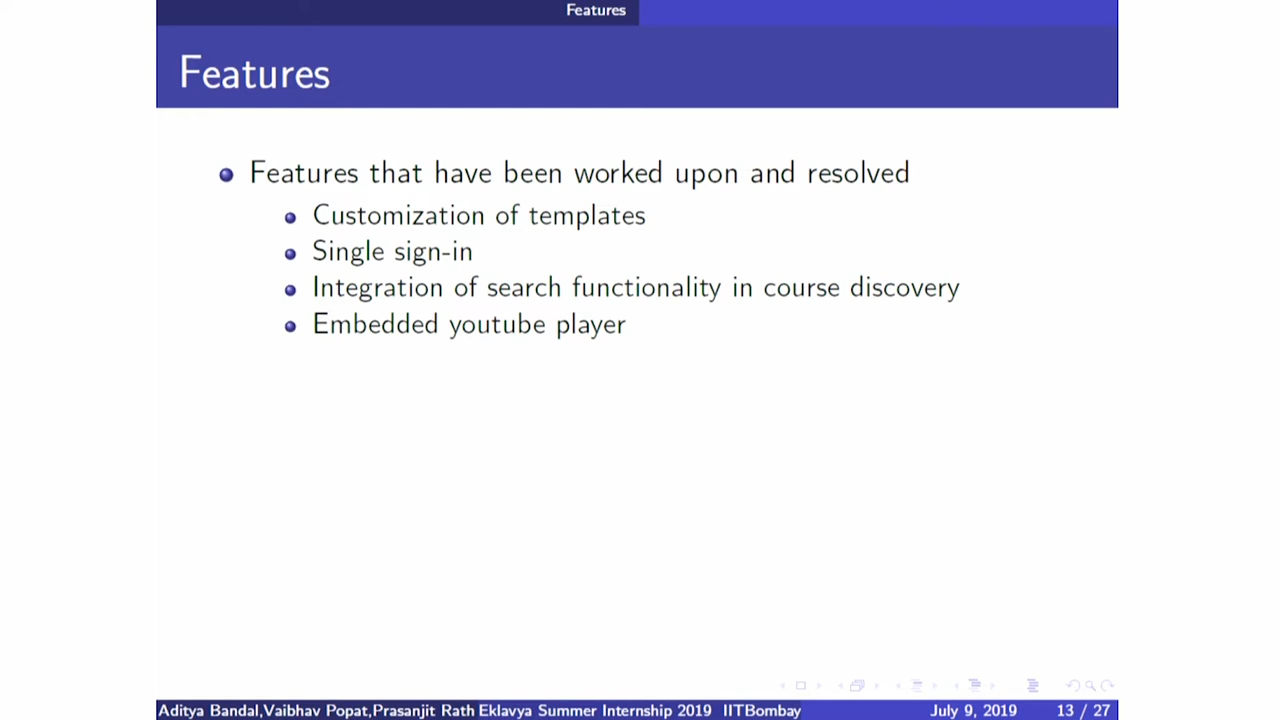 Features
Features
Features that have been worked upon and resolved
Customization of templates
Single sign-in
Integration of search functionality in course discovery
Embedded youtube player
Aditya Bandal,Vaibhav Popat,Prasanjit Rath Eklavya Summer Internship 2019 IITBombay July 9, 2019 13 / 27